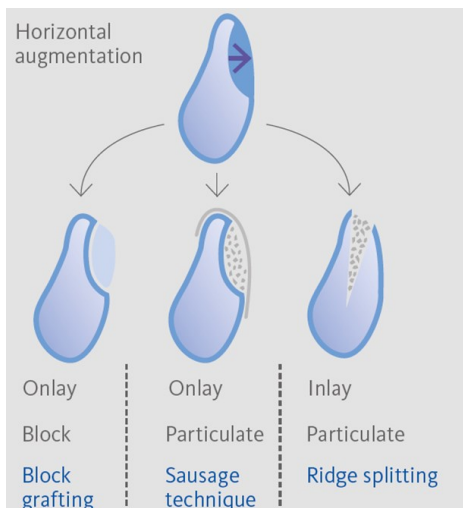 Horizontal
augmentation
Onlay
Onlay
Inlay
Block
Particulate
Particulate
Block
grafting
Sausage
technique
Ridge splitting